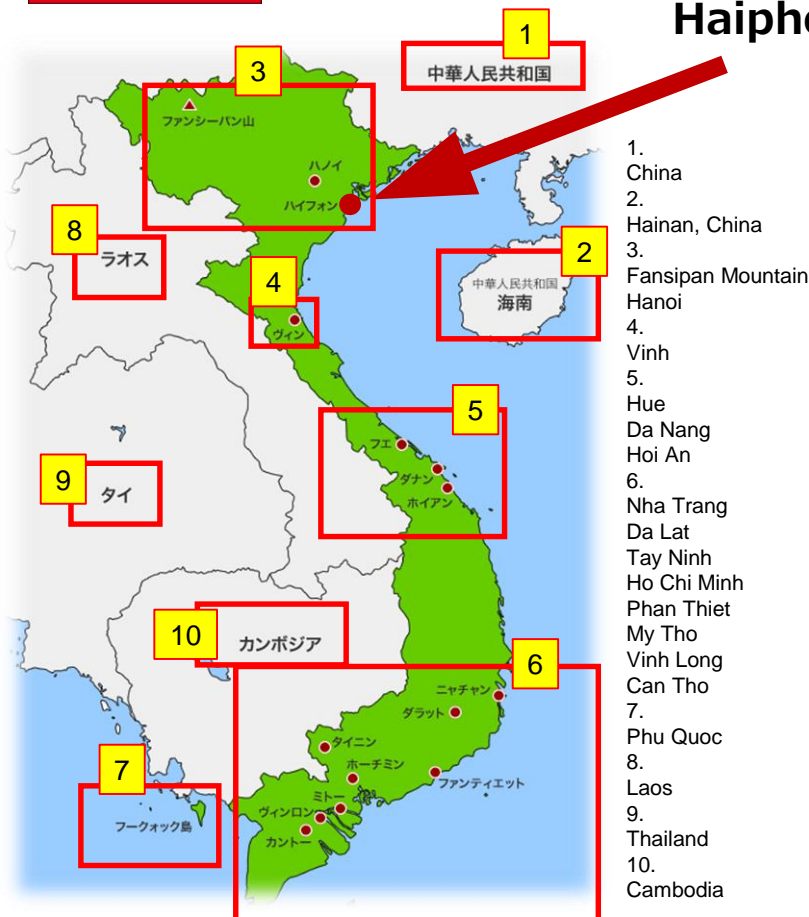 Haipho
1
中華人民共和国
3
ファンシーパン山
ハノイ
ハイフォン
8
ラオス
2
中華人民共和国
海南
4
ヴィン
5
フエ
ダナン
ホイアン
9
タイ
10
カンボジア
6
ニャチャン
ダラット
タイニン
ホーチミン
ファンティエット
ミトー
ヴィンロン
カントー
7
フークォック島
1.
China
2.
Hainan, China
3.
Fansipan Mountain
Hanoi
4.
Vinh
5.
Hue
Da Nang
Hoi An
6.
Nha Trang
Da Lat
Tay Ninh
Ho Chi Minh
Phan Thiet
My Tho
Vinh Long
Can Tho
7.
Phu Quoc
8.
Laos
9.
Thailand
10.
Cambodia